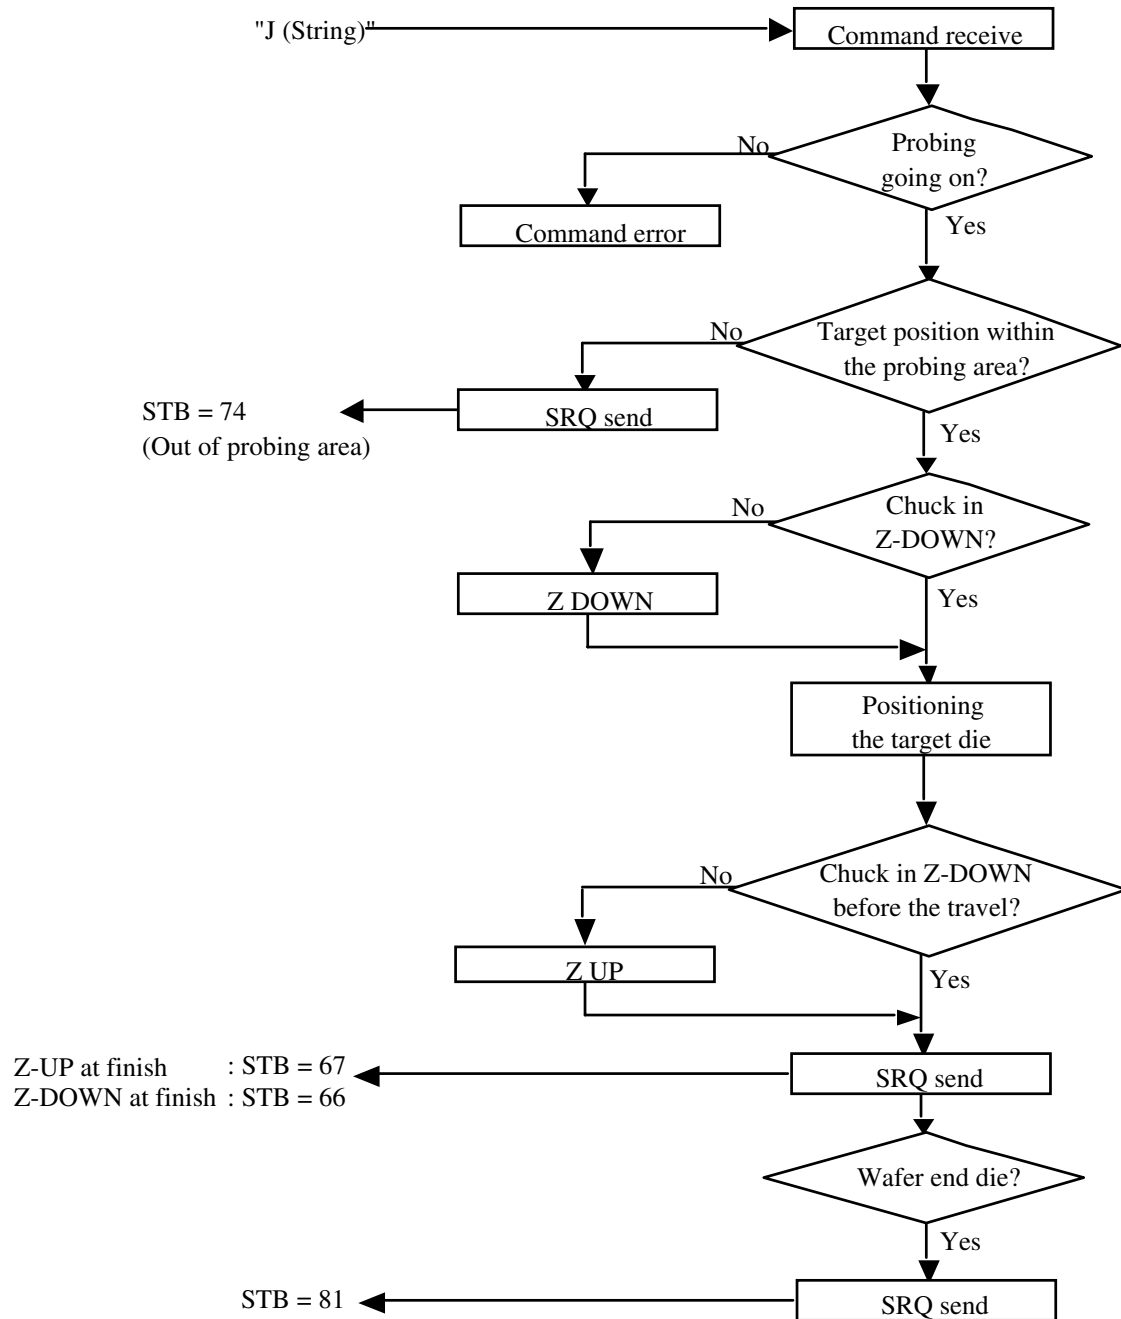 "J (String)"
Command receive
No
Probing
going on?
Command error
Yes
No
Target position within
the probing area?
STB = 74
(Out of probing area)
SRQ send
Yes
No
Chuck in
Z-DOWN?
Z DOWN
Yes
Positioning
the target die
No
Chuck in Z-DOWN
before the travel?
Z UP
Yes
Z-UP at finish : STB = 67
Z-DOWN at finish : STB = 66
SRQ send
Wafer end die?
Yes
STB = 81
SRQ send